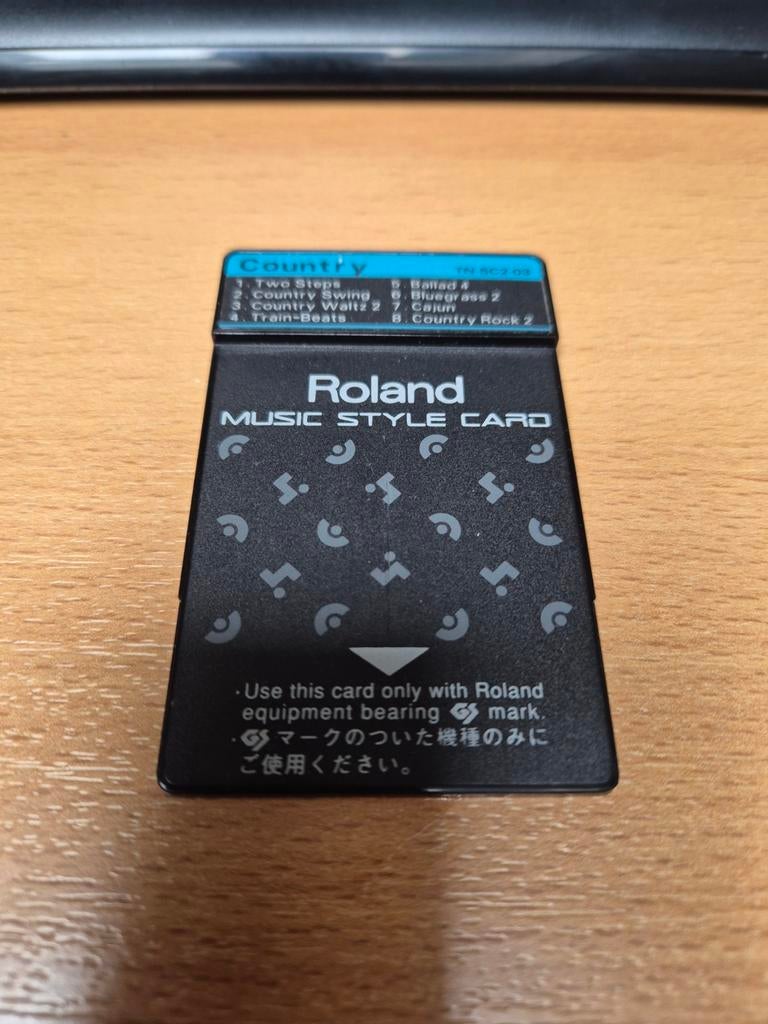 Country TN-SC2-03
1. Two Steps 5. Ballad 4
2. Country Swing 6. Bluegrass 2
3. Country Waltz 2 7. Cajun
4. Train-Beats 8. Country Rock 2
Roland
MUSIC STYLE CARD
·Use this card only with Roland
equipment bearing GS mark.
·GS マークのついた機種のみに
ご使用ください。